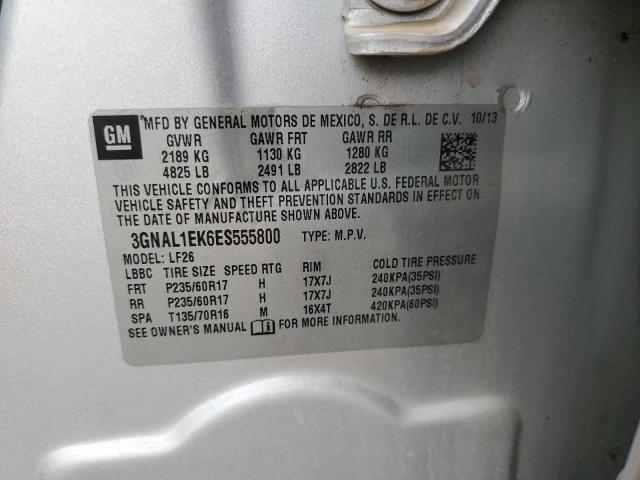 GM
MFD BY GENERAL MOTORS DE MEXICO, S. DE R.L. DE C.V. 10/13
GVWR GAWR FRT GAWR RR
2189 KG 1130 KG 1280 KG
4825 LB 2491 LB 2822 LB
THIS VEHICLE CONFORMS TO ALL APPLICABLE U.S. FEDERAL MOTOR
VEHICLE SAFETY AND THEFT PREVENTION STANDARDS IN EFFECT ON
THE DATE OF MANUFACTURE SHOWN ABOVE.
3GNAL1EK6ES555800 TYPE: M.P.V.
MODEL: LF26
LBBC TIRE SIZE SPEED RTG RIM COLD TIRE PRESSURE
FRT P235/60R17 H 17X7J 240KPA(35PSI)
RR P235/60R17 H 17X7J 240KPA(35PSI)
SPA T135/70R16 M 16X4T 420KPA(60PSI)
SEE OWNER'S MANUAL FOR MORE INFORMATION.